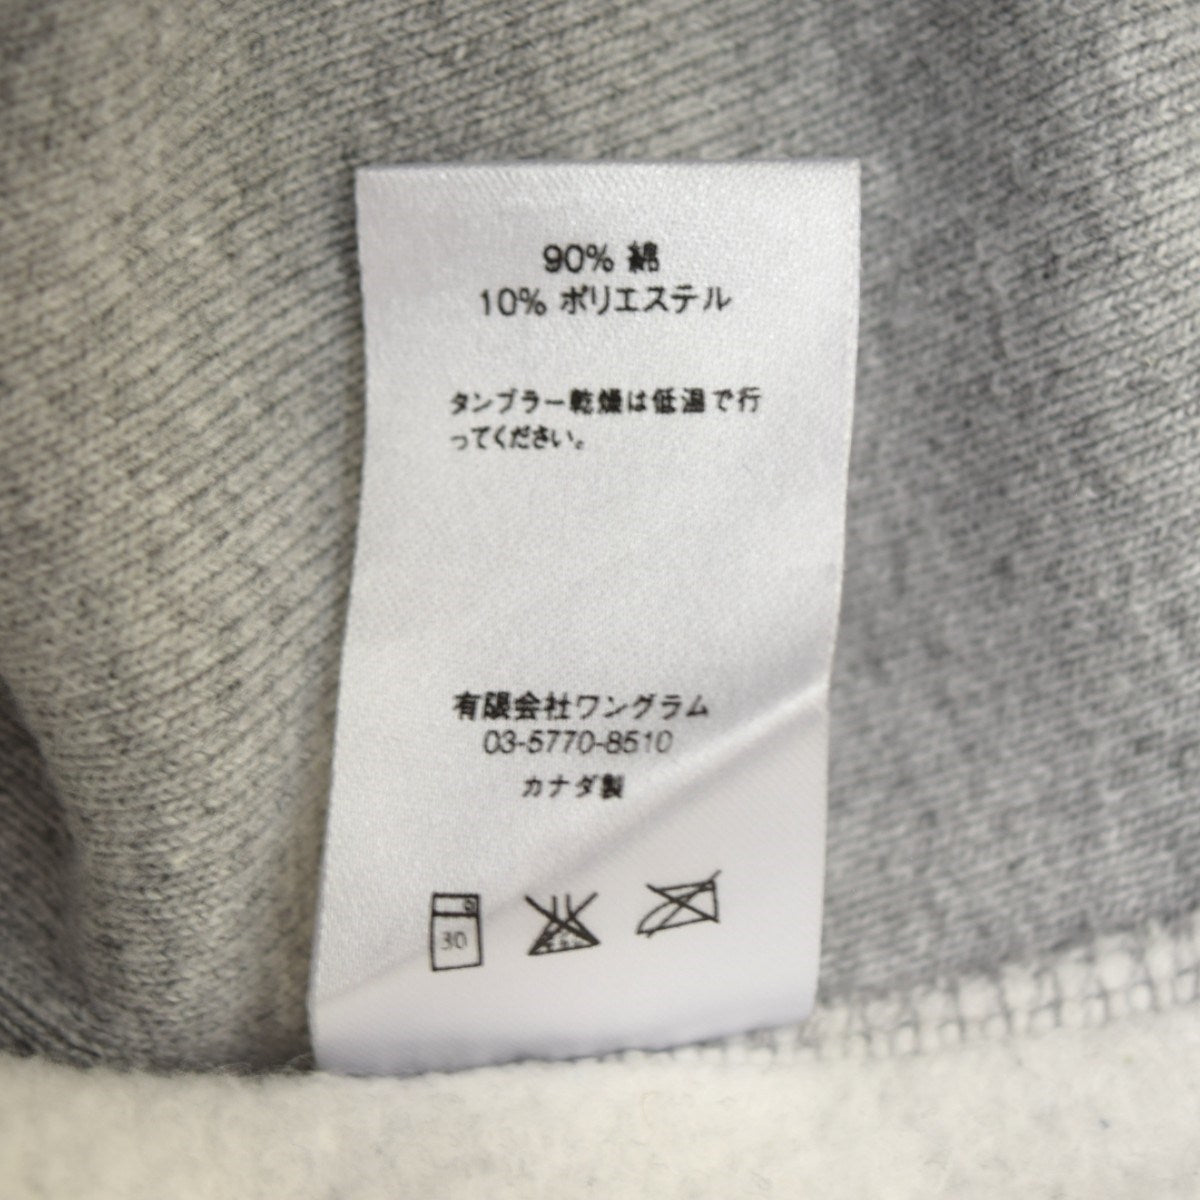 90% 綿
10% ポリエステル
タンブラー乾燥は低温で行
ってください。
有限会社ワングラム
03-5770-8510
カナダ製
30